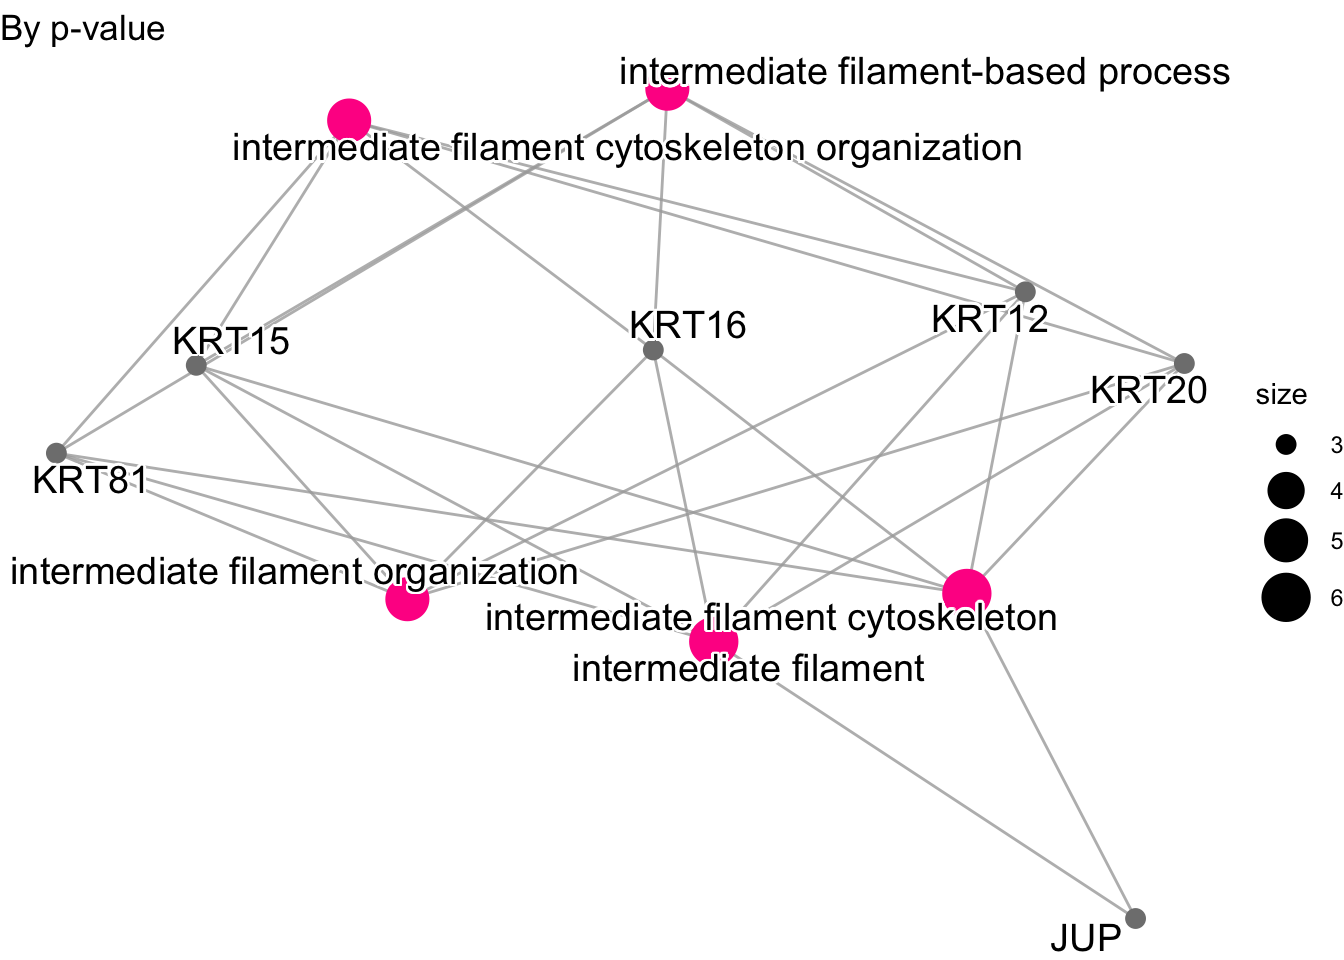 By p-value
intermediate filament-based process
intermediate filament cytoskeleton organization
KRT15
KRT16
KRT12
KRT20
KRT81
size
3
4
5
6
intermediate filament organization
intermediate filament cytoskeleton
intermediate filament
JUP